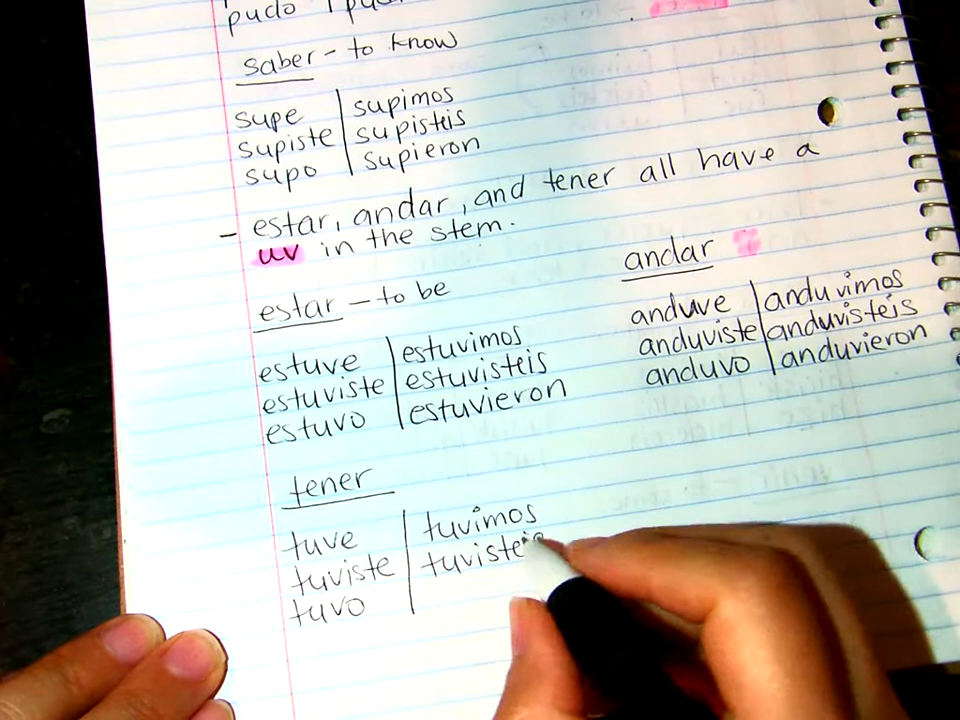 pudo
saber - to know
supe | supimos
supiste | supisteis
supo | supieron
- estar, andar, and tener all have a
uv in the stem.
estar - to be
estuve | estuvimos
estuviste | estuvisteis
estuvo | estuvieron
andar
anduve | anduvimos
anduviste | anduvisteis
anduvo | anduvieron
tener
tuve | tuvimos
tuviste | tuvisteis
tuvo |